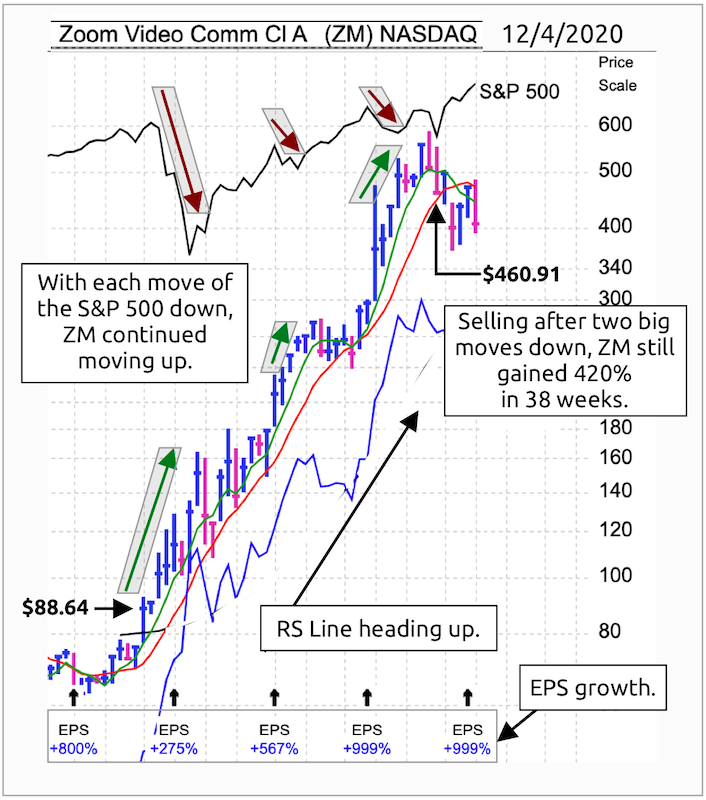 Zoom Video Comm Cl A (ZM) NASDAQ 12/4/2020
Price
Scale
S&P 500
600
500
400
340
$460.91
300
With each move of
the S&P 500 down,
ZM continued
moving up.
Selling after two big
moves down, ZM still
gained 420%
in 38 weeks.
180
160
140
120
100
$88.64
80
RS Line heading up.
EPS growth.
EPS EPS EPS EPS EPS
+800% +275% +567% +999% +999%